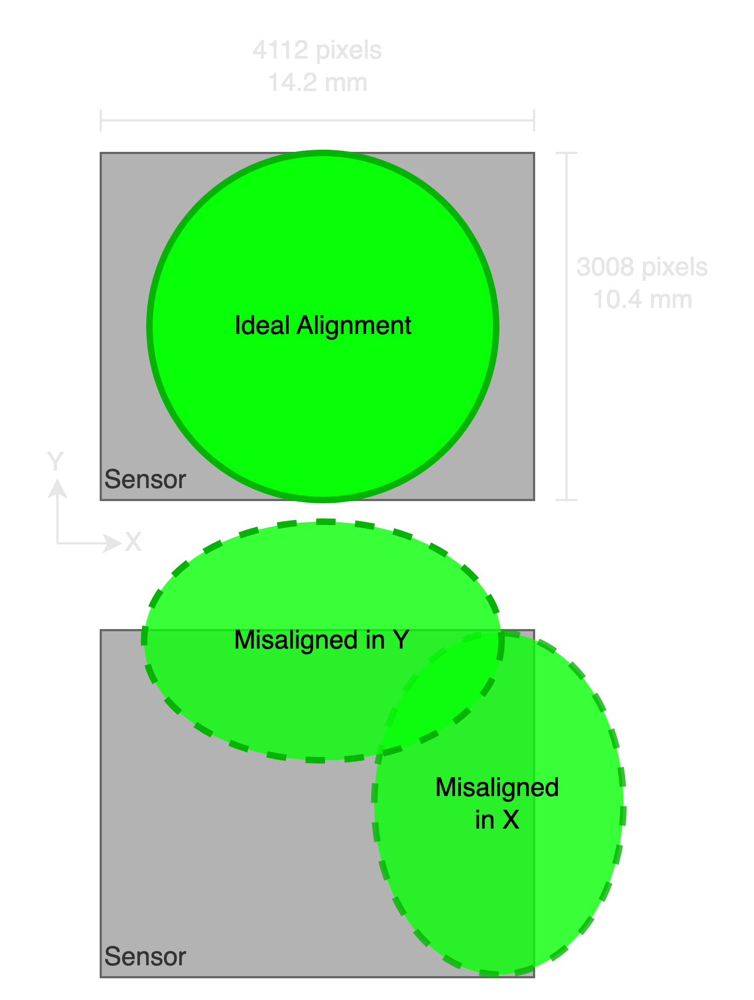 4112 pixels
14.2 mm
3008 pixels
10.4 mm
Ideal Alignment
Sensor
Y
X
Misaligned in Y
Misaligned
in X
Sensor